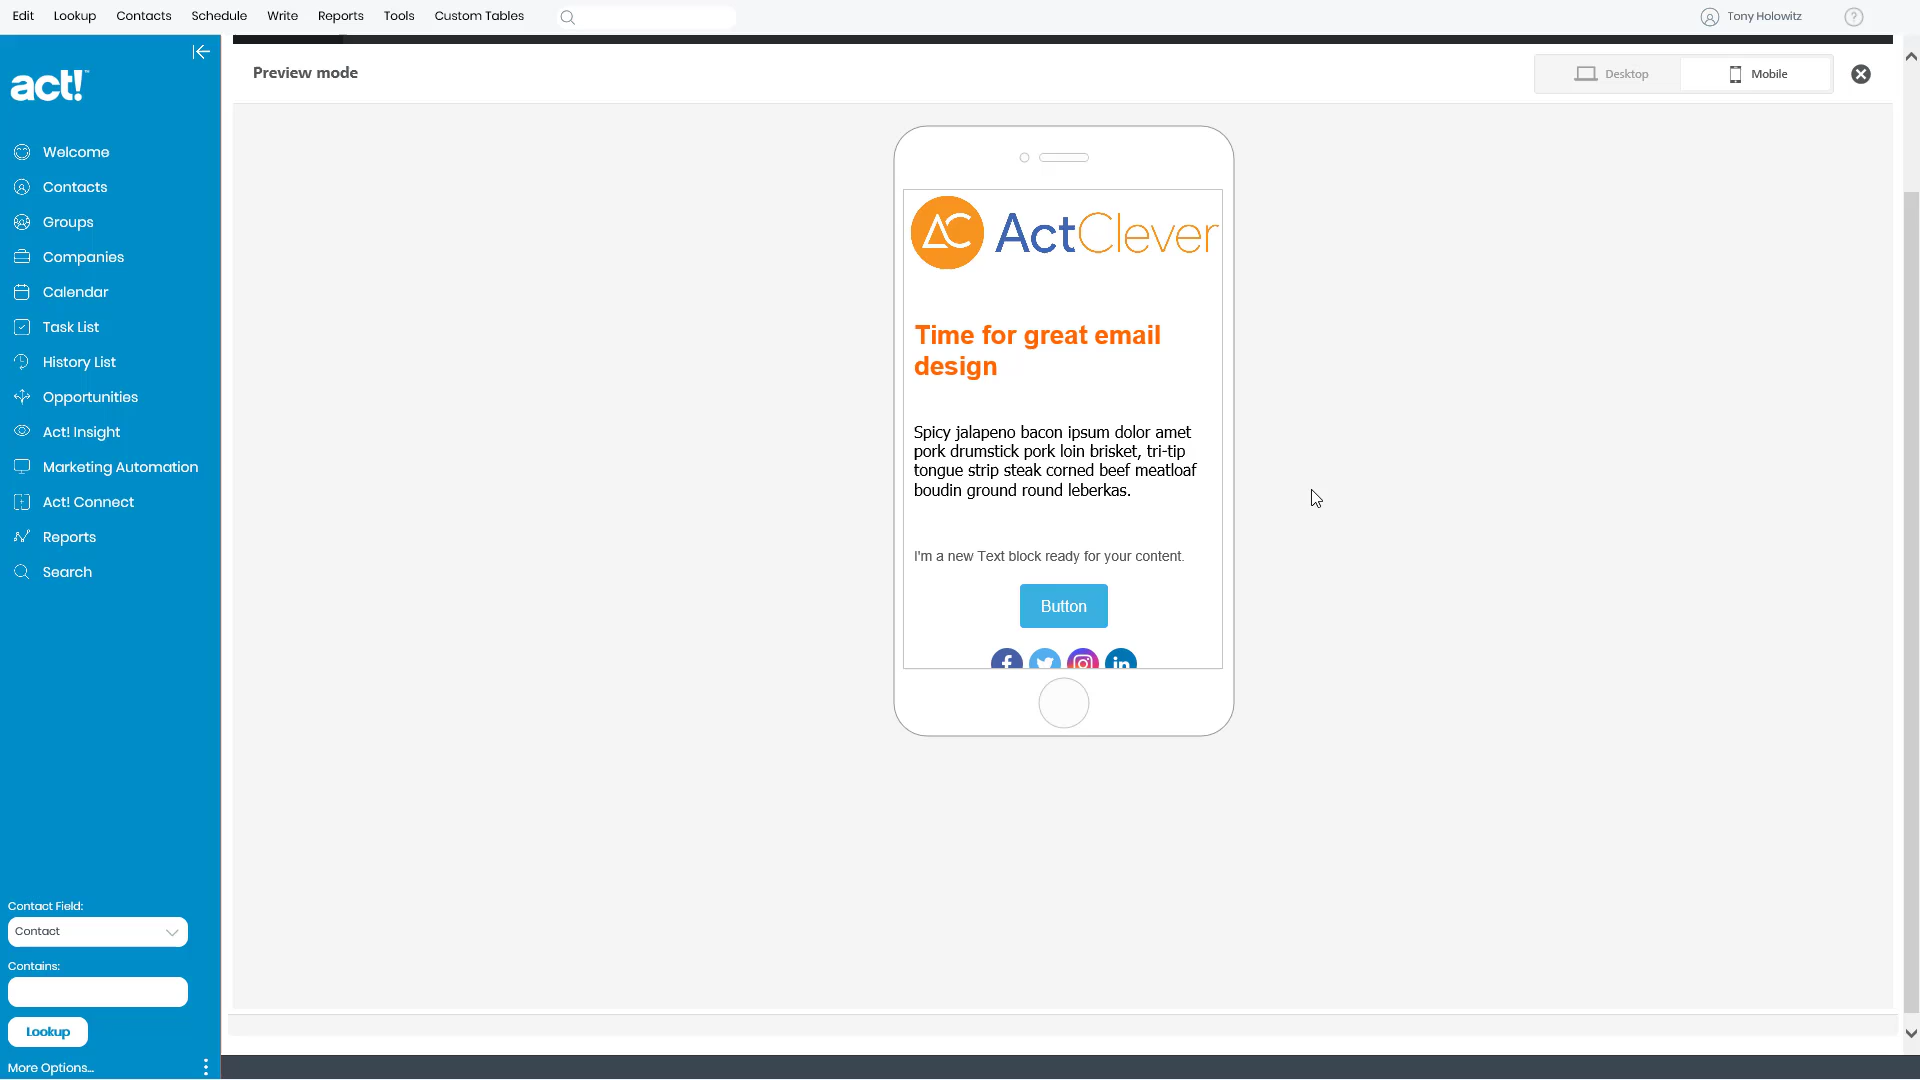 Edit Lookup Contacts Schedule Write Reports Tools Custom Tables Tony Holowitz ?
act!™
Preview mode
Desktop
Mobile
Welcome
Contacts
Groups
Companies
Calendar
Task List
History List
Opportunities
Act! Insight
Marketing Automation
Act! Connect
Reports
Search
Contact Field:
Contact
Contains:
Lookup
More Options...
AC ActClever
Time for great email
design
Spicy jalapeno bacon ipsum dolor amet
pork drumstick pork loin brisket, tri-tip
tongue strip steak corned beef meatloaf
boudin ground round leberkas.
I'm a new Text block ready for your content.
Button
f in